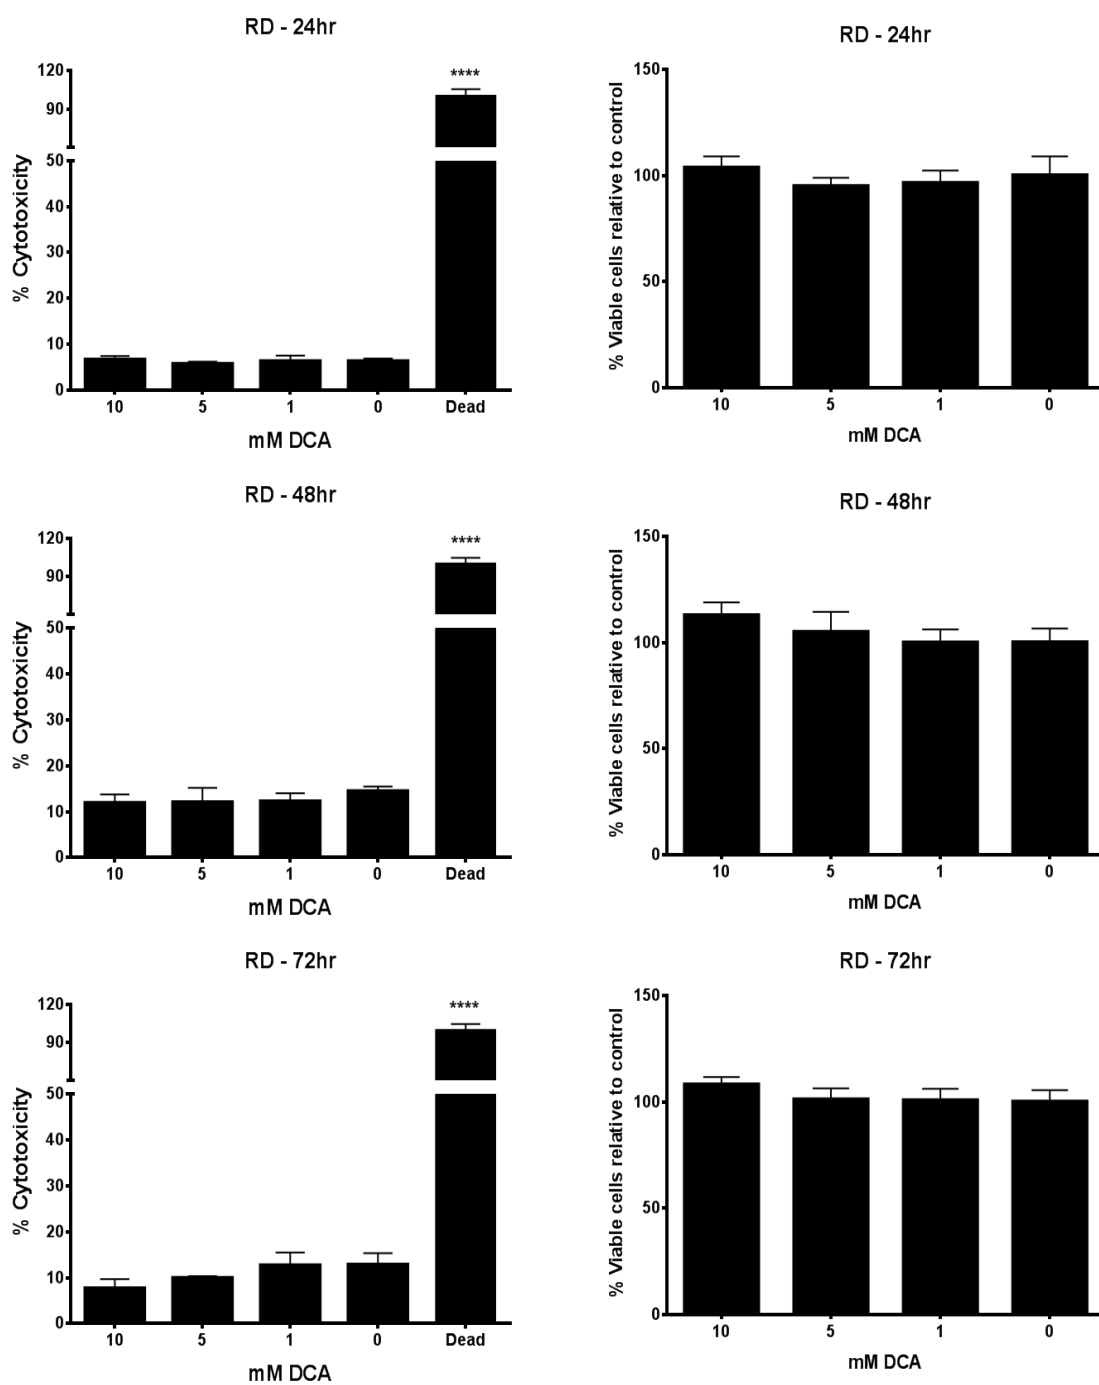 RD - 24hr
% Cytotoxicity
120
90
50
40
30
20
10
0
****
10 5 1 0 Dead
mM DCA
RD - 24hr
% Viable cells relative to control
150
100
50
0
10 5 1 0
mM DCA
RD - 48hr
% Cytotoxicity
120
90
50
40
30
20
10
0
****
10 5 1 0 Dead
mM DCA
RD - 48hr
% Viable cells relative to control
150
100
50
0
10 5 1 0
mM DCA
RD - 72hr
% Cytotoxicity
120
90
50
40
30
20
10
0
****
10 5 1 0 Dead
mM DCA
RD - 72hr
% Viable cells relative to control
150
100
50
0
10 5 1 0
mM DCA